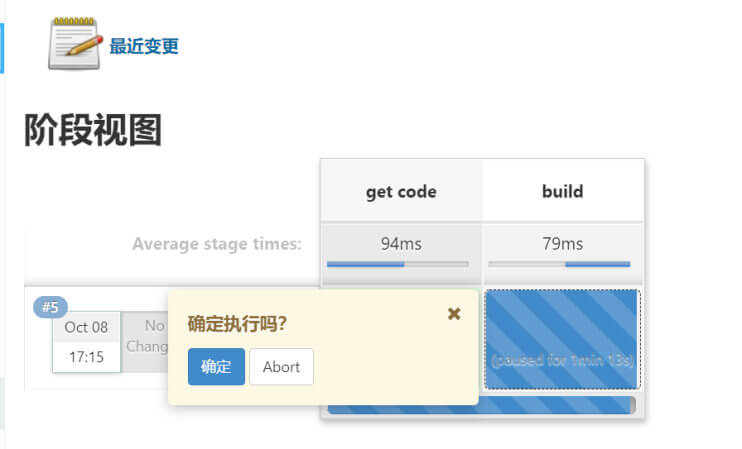 最近变更
阶段视图
get code
build
Average stage times:
94ms
79ms
#5
Oct 08
17:15
No
Chang
确定执行吗?
✖
确定
Abort
(paused for 1min 13s)